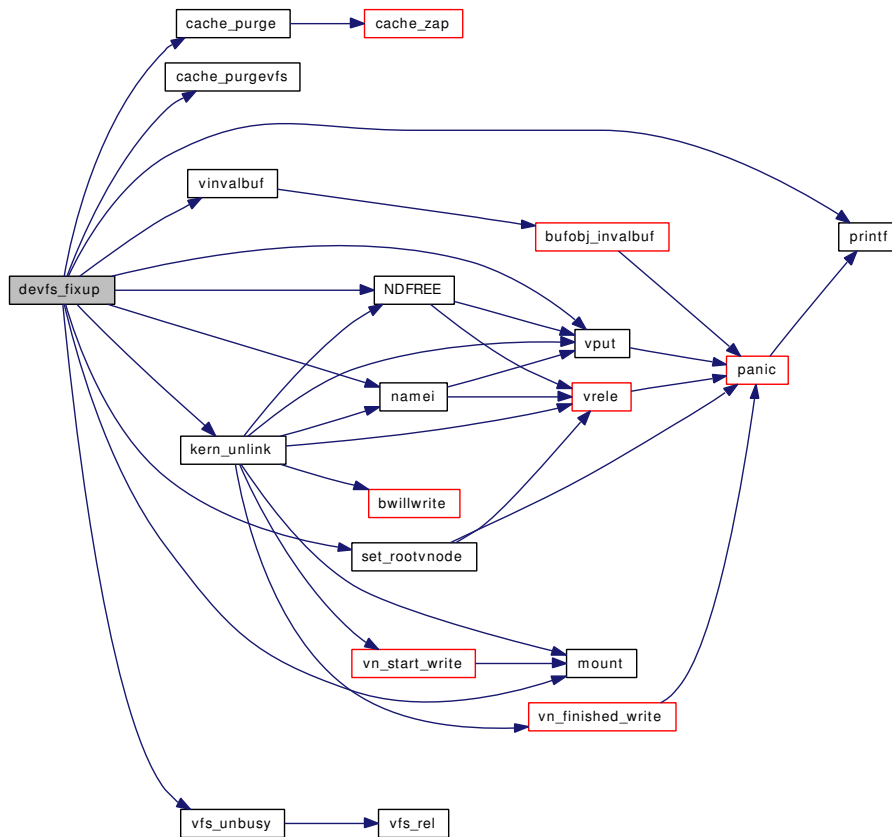 cache_purge
cache_zap
cache_purgevfs
vinvalbuf
bufobj_invalbuf
printf
devfs_fixup
NDFREE
vput
panic
namei
vrele
kern_unlink
bwillwrite
set_rootvnode
vn_start_write
mount
vn_finished_write
vfs_unbusy
vfs_rel